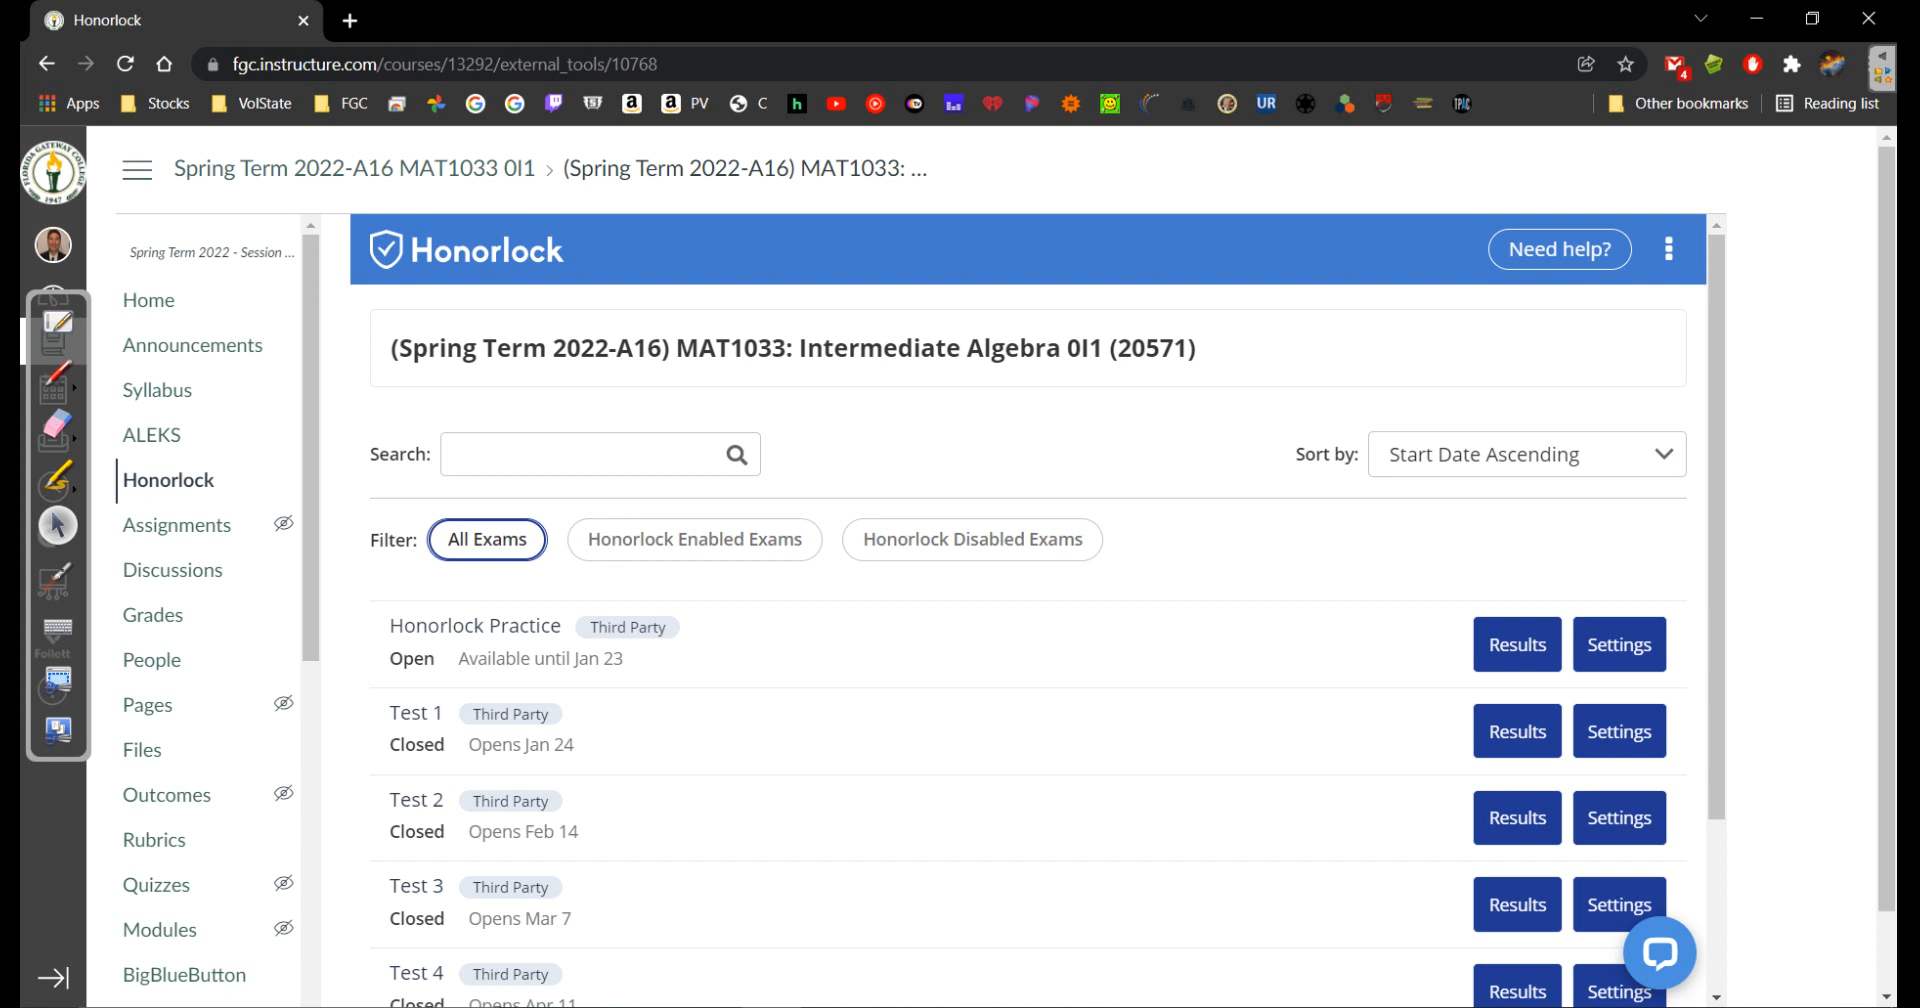 Honorlock
fgc.instructure.com/courses/13292/external_tools/10768
4
Apps
Stocks
VolState
FGC
PV
C
UR
Other bookmarks
Reading list
Spring Term 2022-A16 MAT1033 0I1 > (Spring Term 2022-A16) MAT1033: ...
Spring Term 2022 - Session ...
Home
Announcements
Syllabus
ALEKS
Honorlock
Assignments
Discussions
Grades
People
Pages
Files
Outcomes
Rubrics
Quizzes
Modules
BigBlueButton
Follett
Honorlock
Need help?
(Spring Term 2022-A16) MAT1033: Intermediate Algebra 0I1 (20571)
Search:
Sort by: Start Date Ascending
Filter: All Exams Honorlock Enabled Exams Honorlock Disabled Exams
Honorlock Practice Third Party
Open Available until Jan 23
Results Settings
Test 1 Third Party
Closed Opens Jan 24
Results Settings
Test 2 Third Party
Closed Opens Feb 14
Results Settings
Test 3 Third Party
Closed Opens Mar 7
Results Settings
Test 4 Third Party
Closed Opens Apr 11
Results Settings